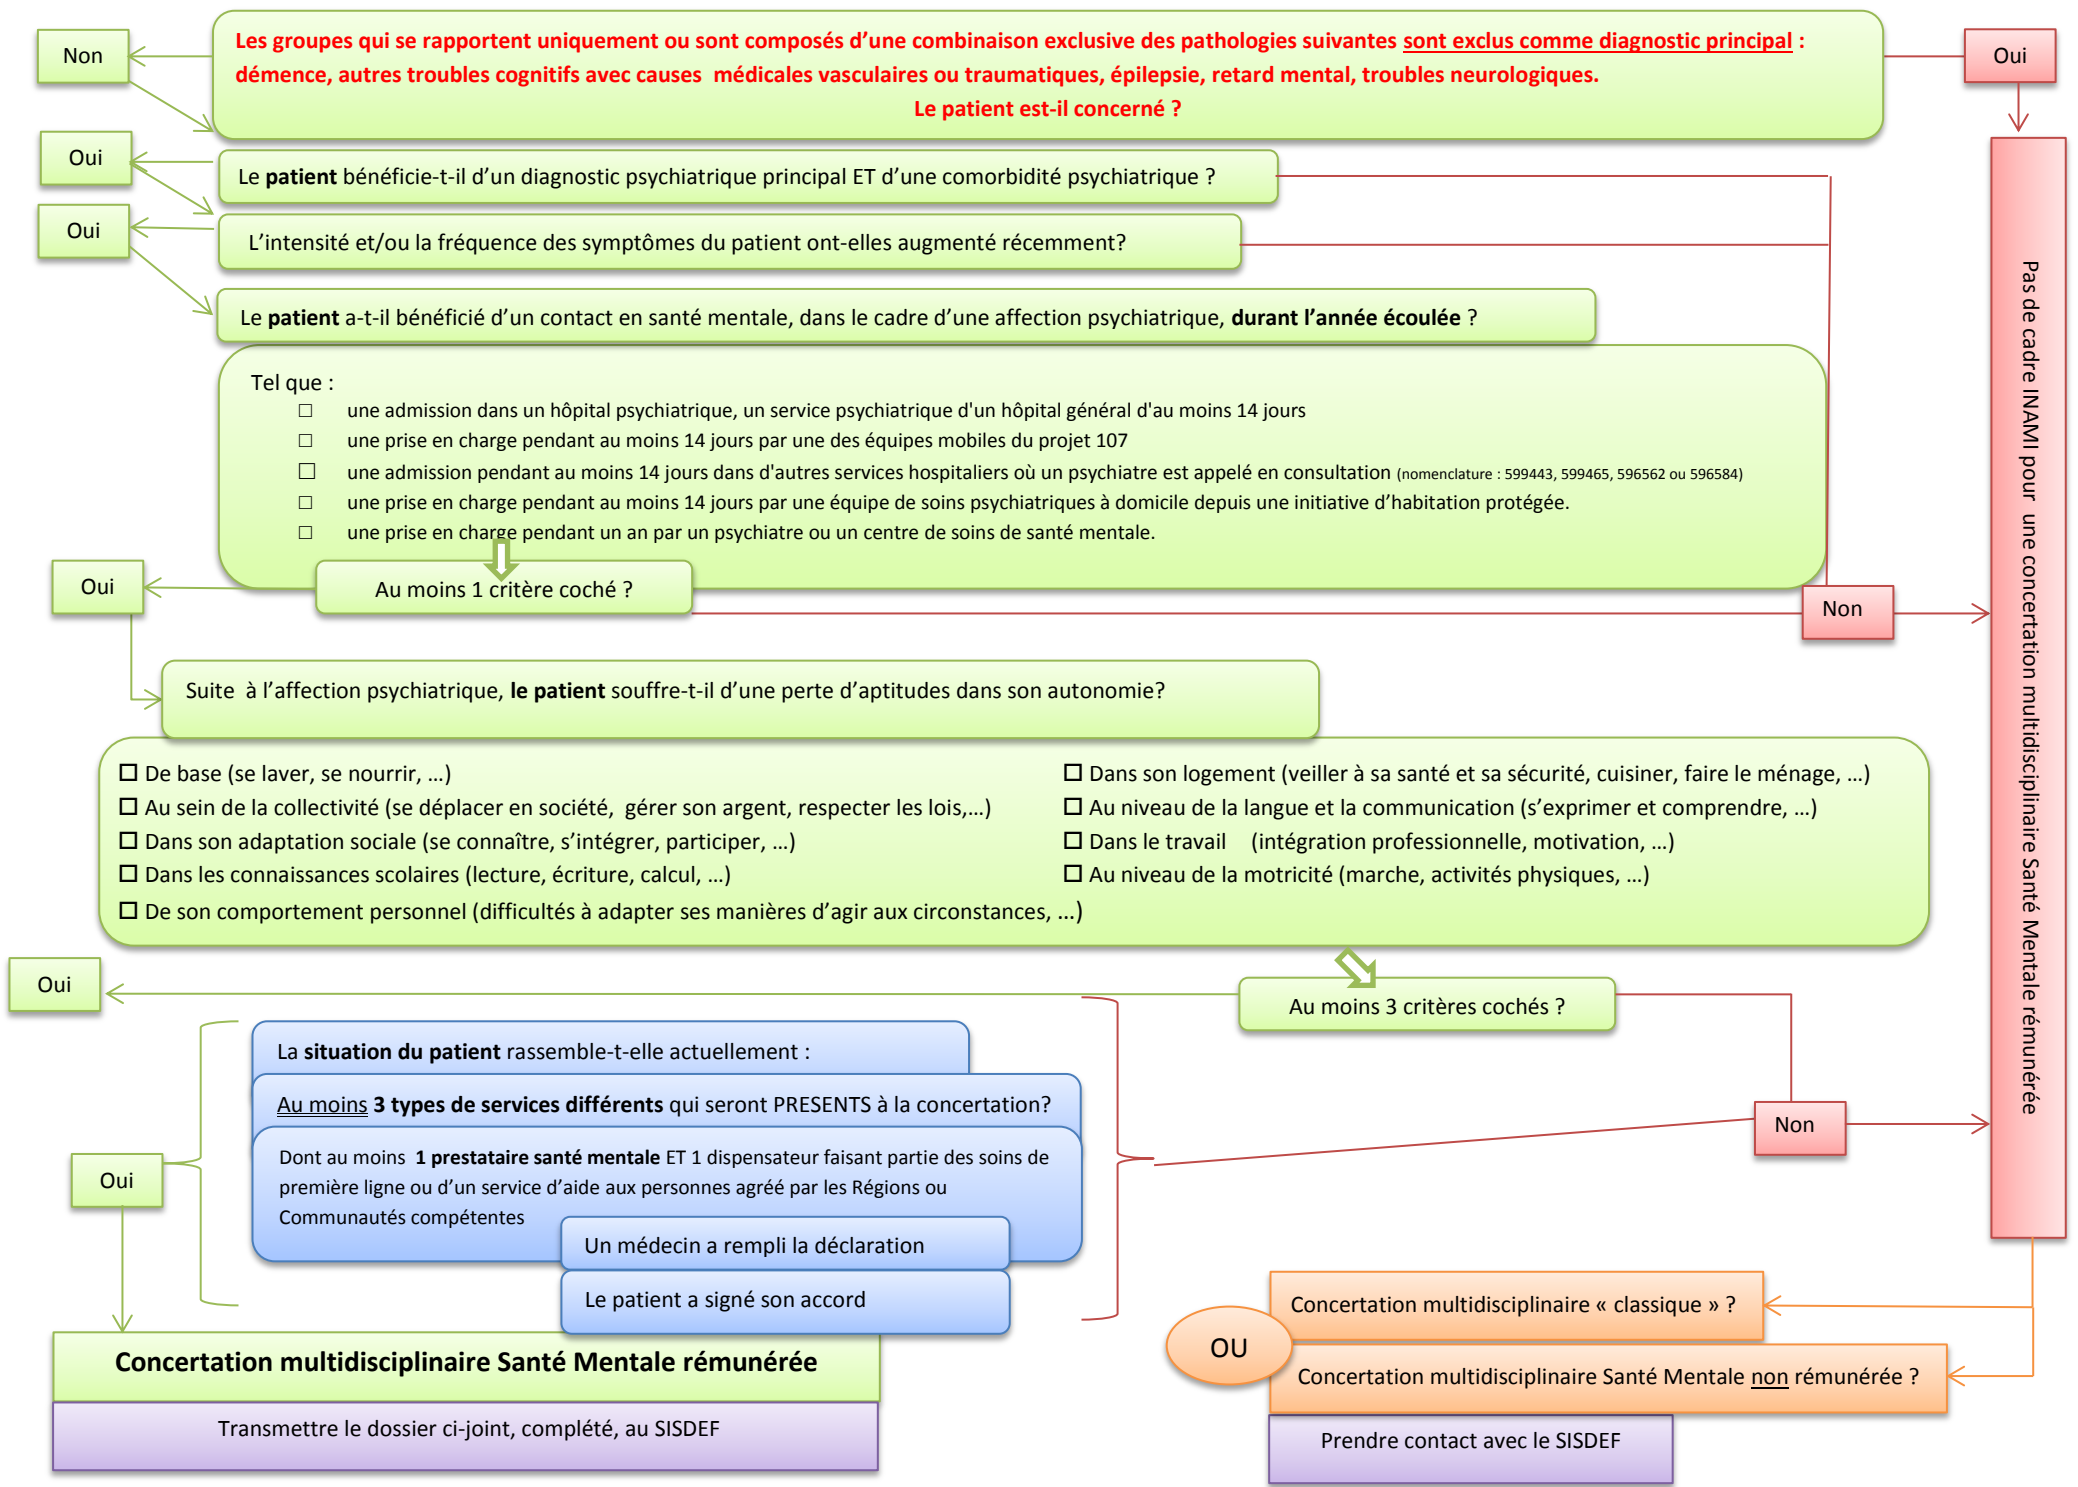 Non
Les groupes qui se rapportent uniquement ou sont composés d’une combinaison exclusive des pathologies suivantes sont exclus comme diagnostic principal :
démence, autres troubles cognitifs avec causes médicales vasculaires ou traumatiques, épilepsie, retard mental, troubles neurologiques.
Le patient est-il concerné ?
Oui
Oui
Le patient bénéficie-t-il d’un diagnostic psychiatrique principal ET d’une comorbidité psychiatrique ?
Oui
L’intensité et/ou la fréquence des symptômes du patient ont-elles augmenté récemment?
Le patient a-t-il bénéficié d’un contact en santé mentale, dans le cadre d’une affection psychiatrique, durant l’année écoulée ?
Tel que :
□ une admission dans un hôpital psychiatrique, un service psychiatrique d'un hôpital général d'au moins 14 jours
□ une prise en charge pendant au moins 14 jours par une des équipes mobiles du projet 107
□ une admission pendant au moins 14 jours dans d'autres services hospitaliers où un psychiatre est appelé en consultation (nomenclature : 599443, 599465, 596562 ou 596584)
□ une prise en charge pendant au moins 14 jours par une équipe de soins psychiatriques à domicile depuis une initiative d’habitation protégée.
□ une prise en charge pendant un an par un psychiatre ou un centre de soins de santé mentale.
Oui
Au moins 1 critère coché ?
Non
Pas de cadre INAMI pour une concertation multidisciplinaire Santé Mentale rémunérée
Suite à l’affection psychiatrique, le patient souffre-t-il d’une perte d’aptitudes dans son autonomie?
□ De base (se laver, se nourrir, …)
□ Dans son logement (veiller à sa santé et sa sécurité, cuisiner, faire le ménage, …)
□ Au sein de la collectivité (se déplacer en société, gérer son argent, respecter les lois,…)
□ Au niveau de la langue et la communication (s’exprimer et comprendre, …)
□ Dans son adaptation sociale (se connaître, s’intégrer, participer, …)
□ Dans le travail (intégration professionnelle, motivation, …)
□ Dans les connaissances scolaires (lecture, écriture, calcul, …)
□ Au niveau de la motricité (marche, activités physiques, …)
□ De son comportement personnel (difficultés à adapter ses manières d’agir aux circonstances, …)
Oui
Au moins 3 critères cochés ?
La situation du patient rassemble-t-elle actuellement :
Au moins 3 types de services différents qui seront PRESENTS à la concertation?
Non
Dont au moins 1 prestataire santé mentale ET 1 dispensateur faisant partie des soins de
première ligne ou d’un service d’aide aux personnes agréé par les Régions ou
Communautés compétentes
Oui
Un médecin a rempli la déclaration
Le patient a signé son accord
Concertation multidisciplinaire « classique » ?
OU
Concertation multidisciplinaire Santé Mentale non rémunérée ?
Concertation multidisciplinaire Santé Mentale rémunérée
Transmettre le dossier ci-joint, complété, au SISDEF
Prendre contact avec le SISDEF